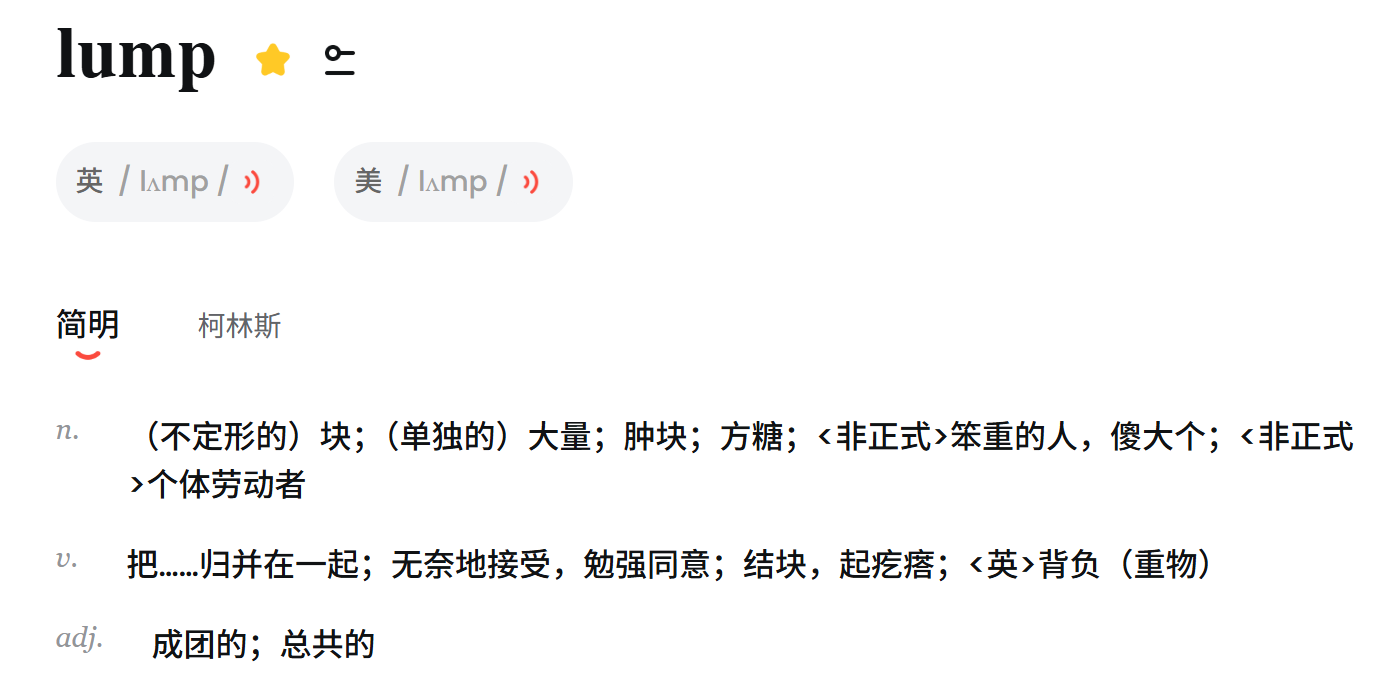 lump
英 / lʌmp /
美 / lʌmp /
简明
柯林斯
n. （不定形的）块；（单独的）大量；肿块；方糖；<非正式>笨重的人，傻大个；<非正式
>个体劳动者
v. 把……归并在一起；无奈地接受，勉强同意；结块，起疙瘩；<英>背负（重物）
adj. 成团的；总共的